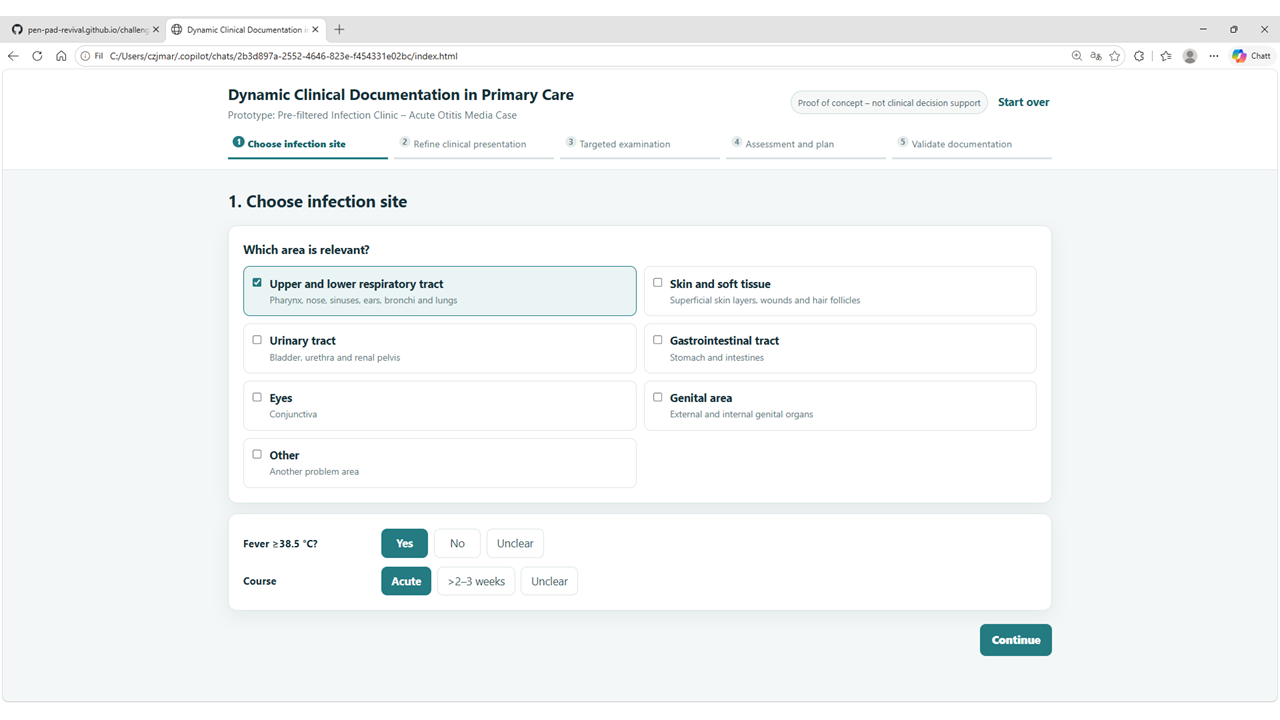 pen-pad-revival.github.io/challeng
Dynamic Clinical Documentation i
Fil C:/Users/czjmar/.copilot/chats/2b3d897a-2552-4646-823e-f454331e02bc/index.html
Chatt
Dynamic Clinical Documentation in Primary Care
Prototype: Pre-filtered Infection Clinic – Acute Otitis Media Case
Proof of concept – not clinical decision support
Start over
1 Choose infection site
2 Refine clinical presentation
3 Targeted examination
4 Assessment and plan
5 Validate documentation
1. Choose infection site
Which area is relevant?
Upper and lower respiratory tract
Pharynx, nose, sinuses, ears, bronchi and lungs
Skin and soft tissue
Superficial skin layers, wounds and hair follicles
Urinary tract
Bladder, urethra and renal pelvis
Gastrointestinal tract
Stomach and intestines
Eyes
Conjunctiva
Genital area
External and internal genital organs
Other
Another problem area
Fever ≥38.5 °C?
Yes
No
Unclear
Course
Acute
>2–3 weeks
Unclear
Continue